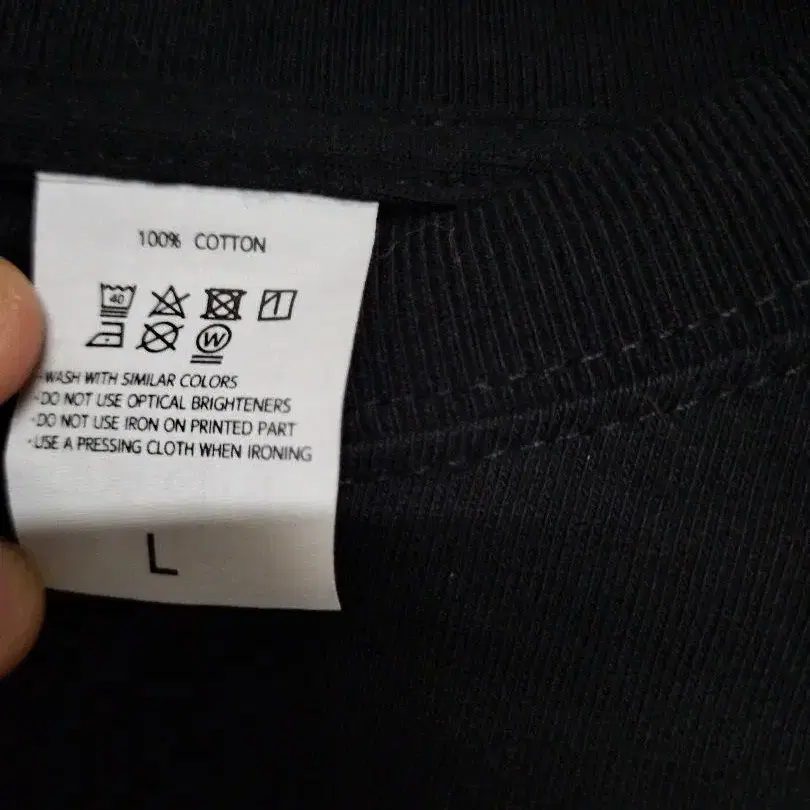 100% COTTON
40
W
-WASH WITH SIMILAR COLORS
-DO NOT USE OPTICAL BRIGHTENERS
-DO NOT USE IRON ON PRINTED PART
-USE A PRESSING CLOTH WHEN IRONING
L